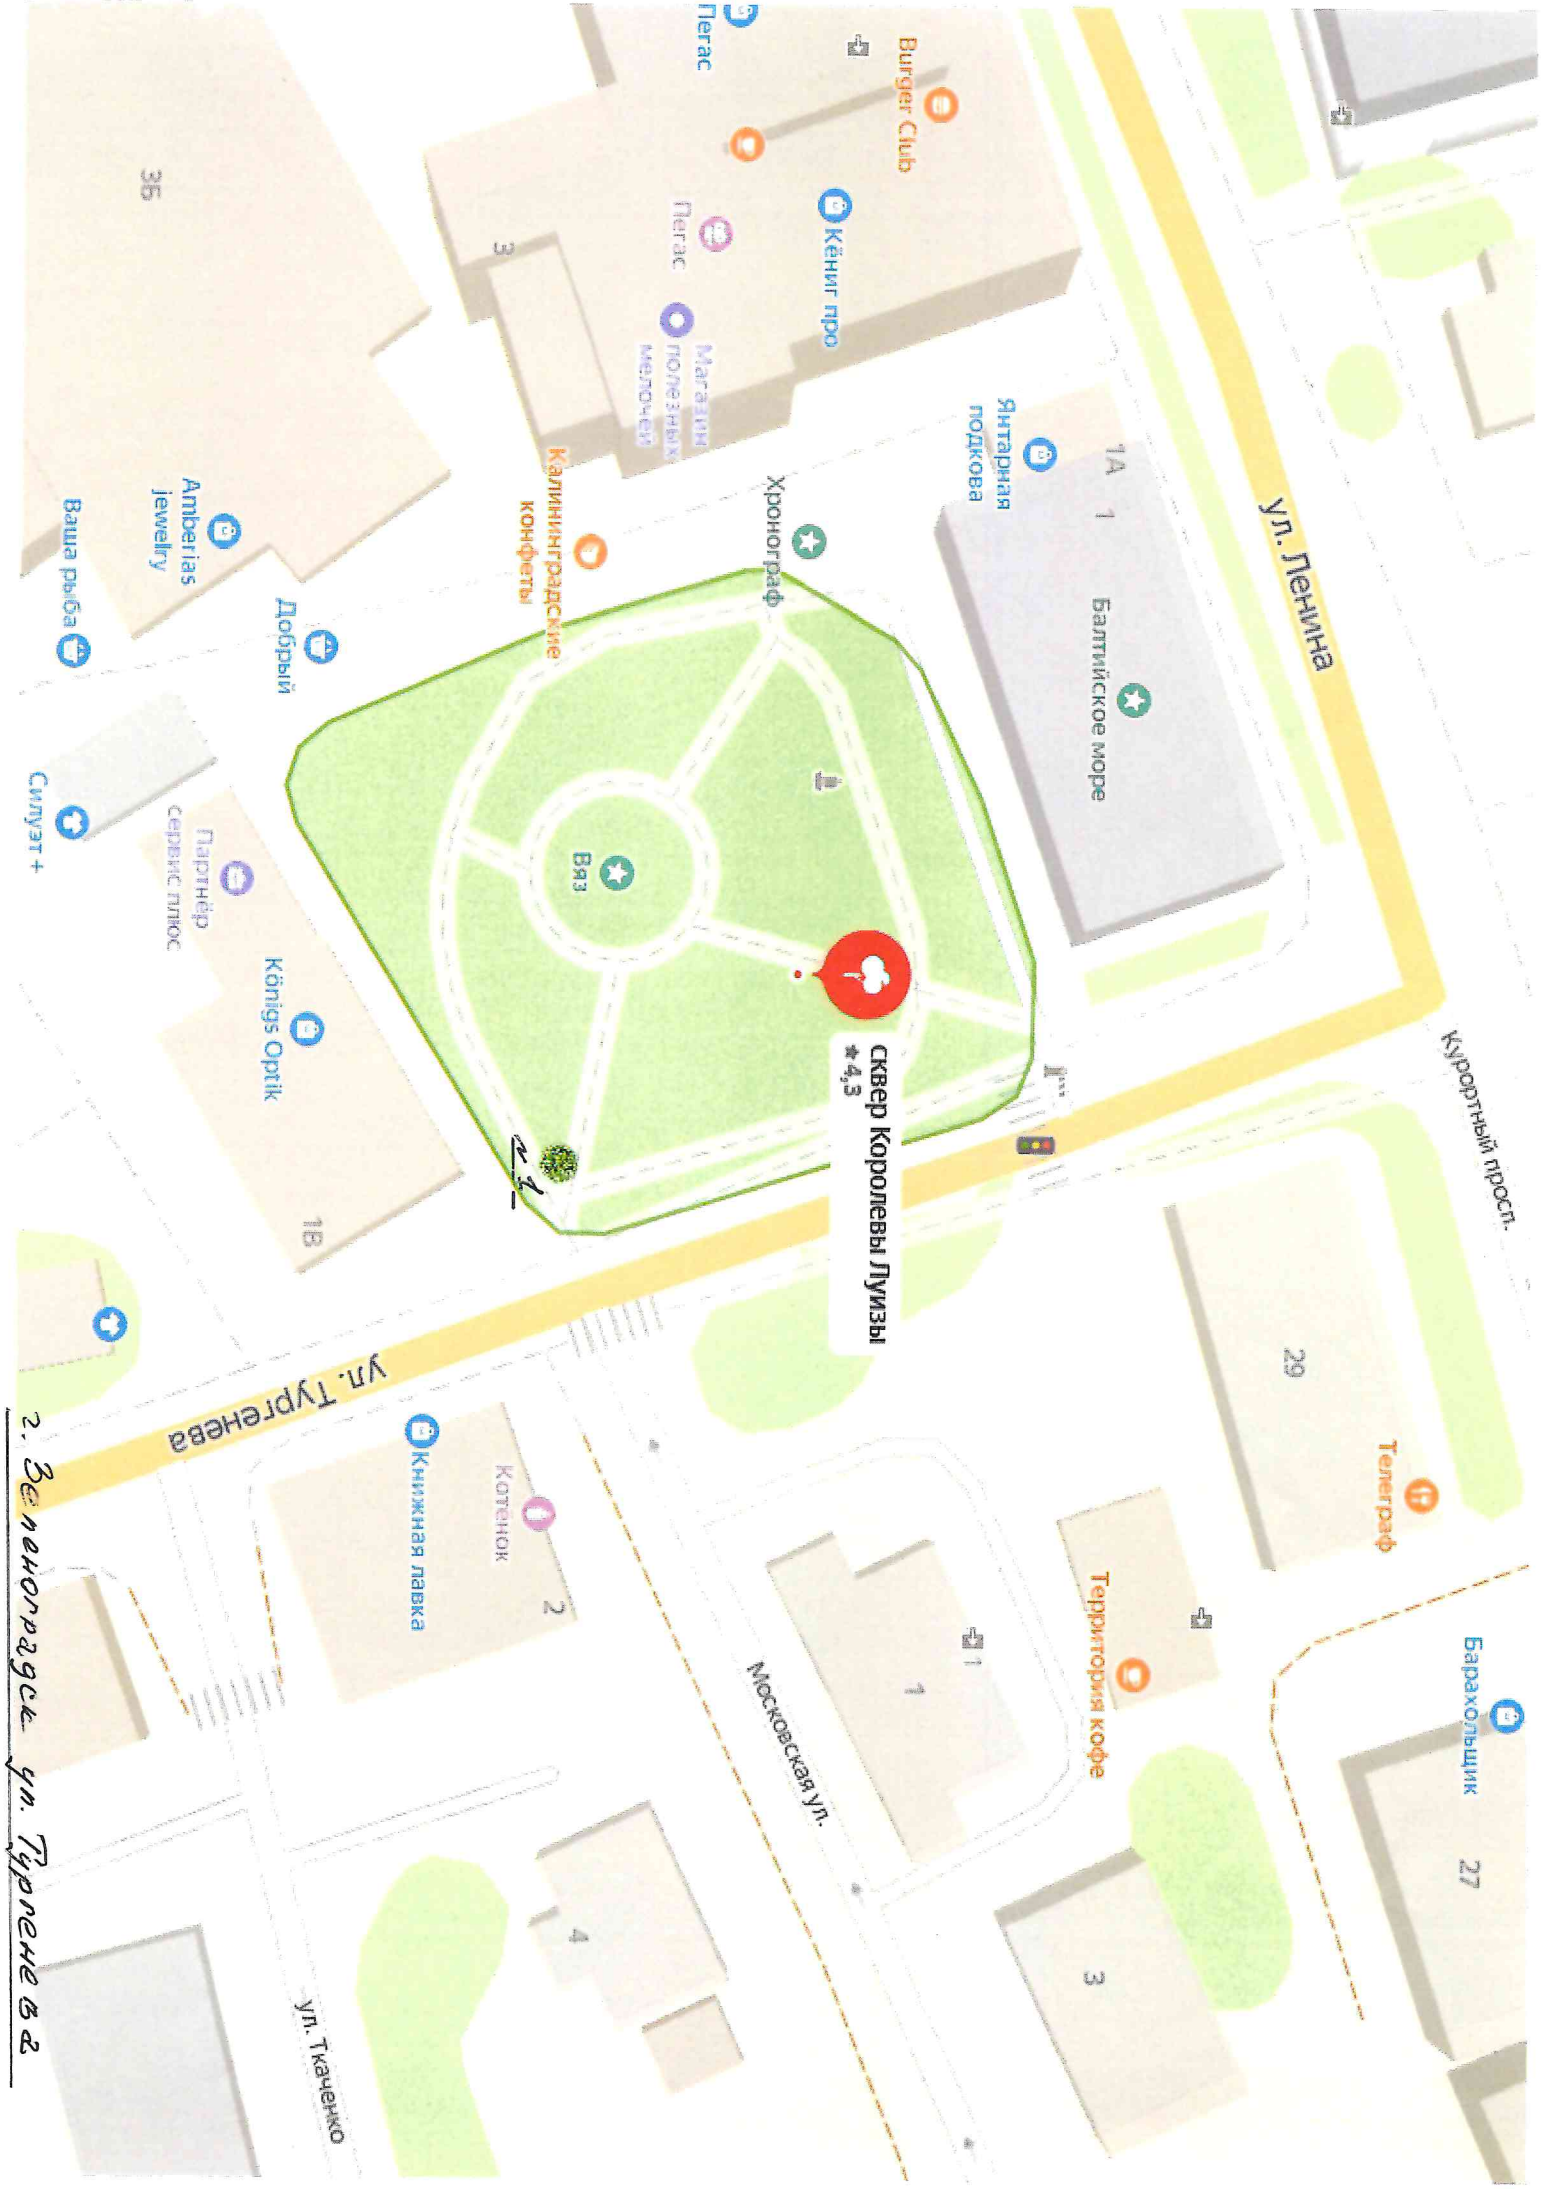 ул. Ленина
Курортный просп.
Барахольщик
27
Телеграф
29
Территория кофе
3
1
1
Московская ул.
1А
1
Балтийское море
Янтарная
подкова
Burger Club
Кёниг про
Пегас
Пегас
Магазин
полезных
мелочей
3
Хронограф
сквер Королевы Луизы
4,3
Вяз
Калининградские
конфеты
N 1
Котёнок
2
4
Книжная лавка
ул. Тургенева
ул. Ткаченко
1В
Königs Optik
Добрый
Партнёр
сервис плюс
Amberias
jewelry
3Б
Ваша рыба
Силуэт +
г. Зеленоградск ул. Тургенева